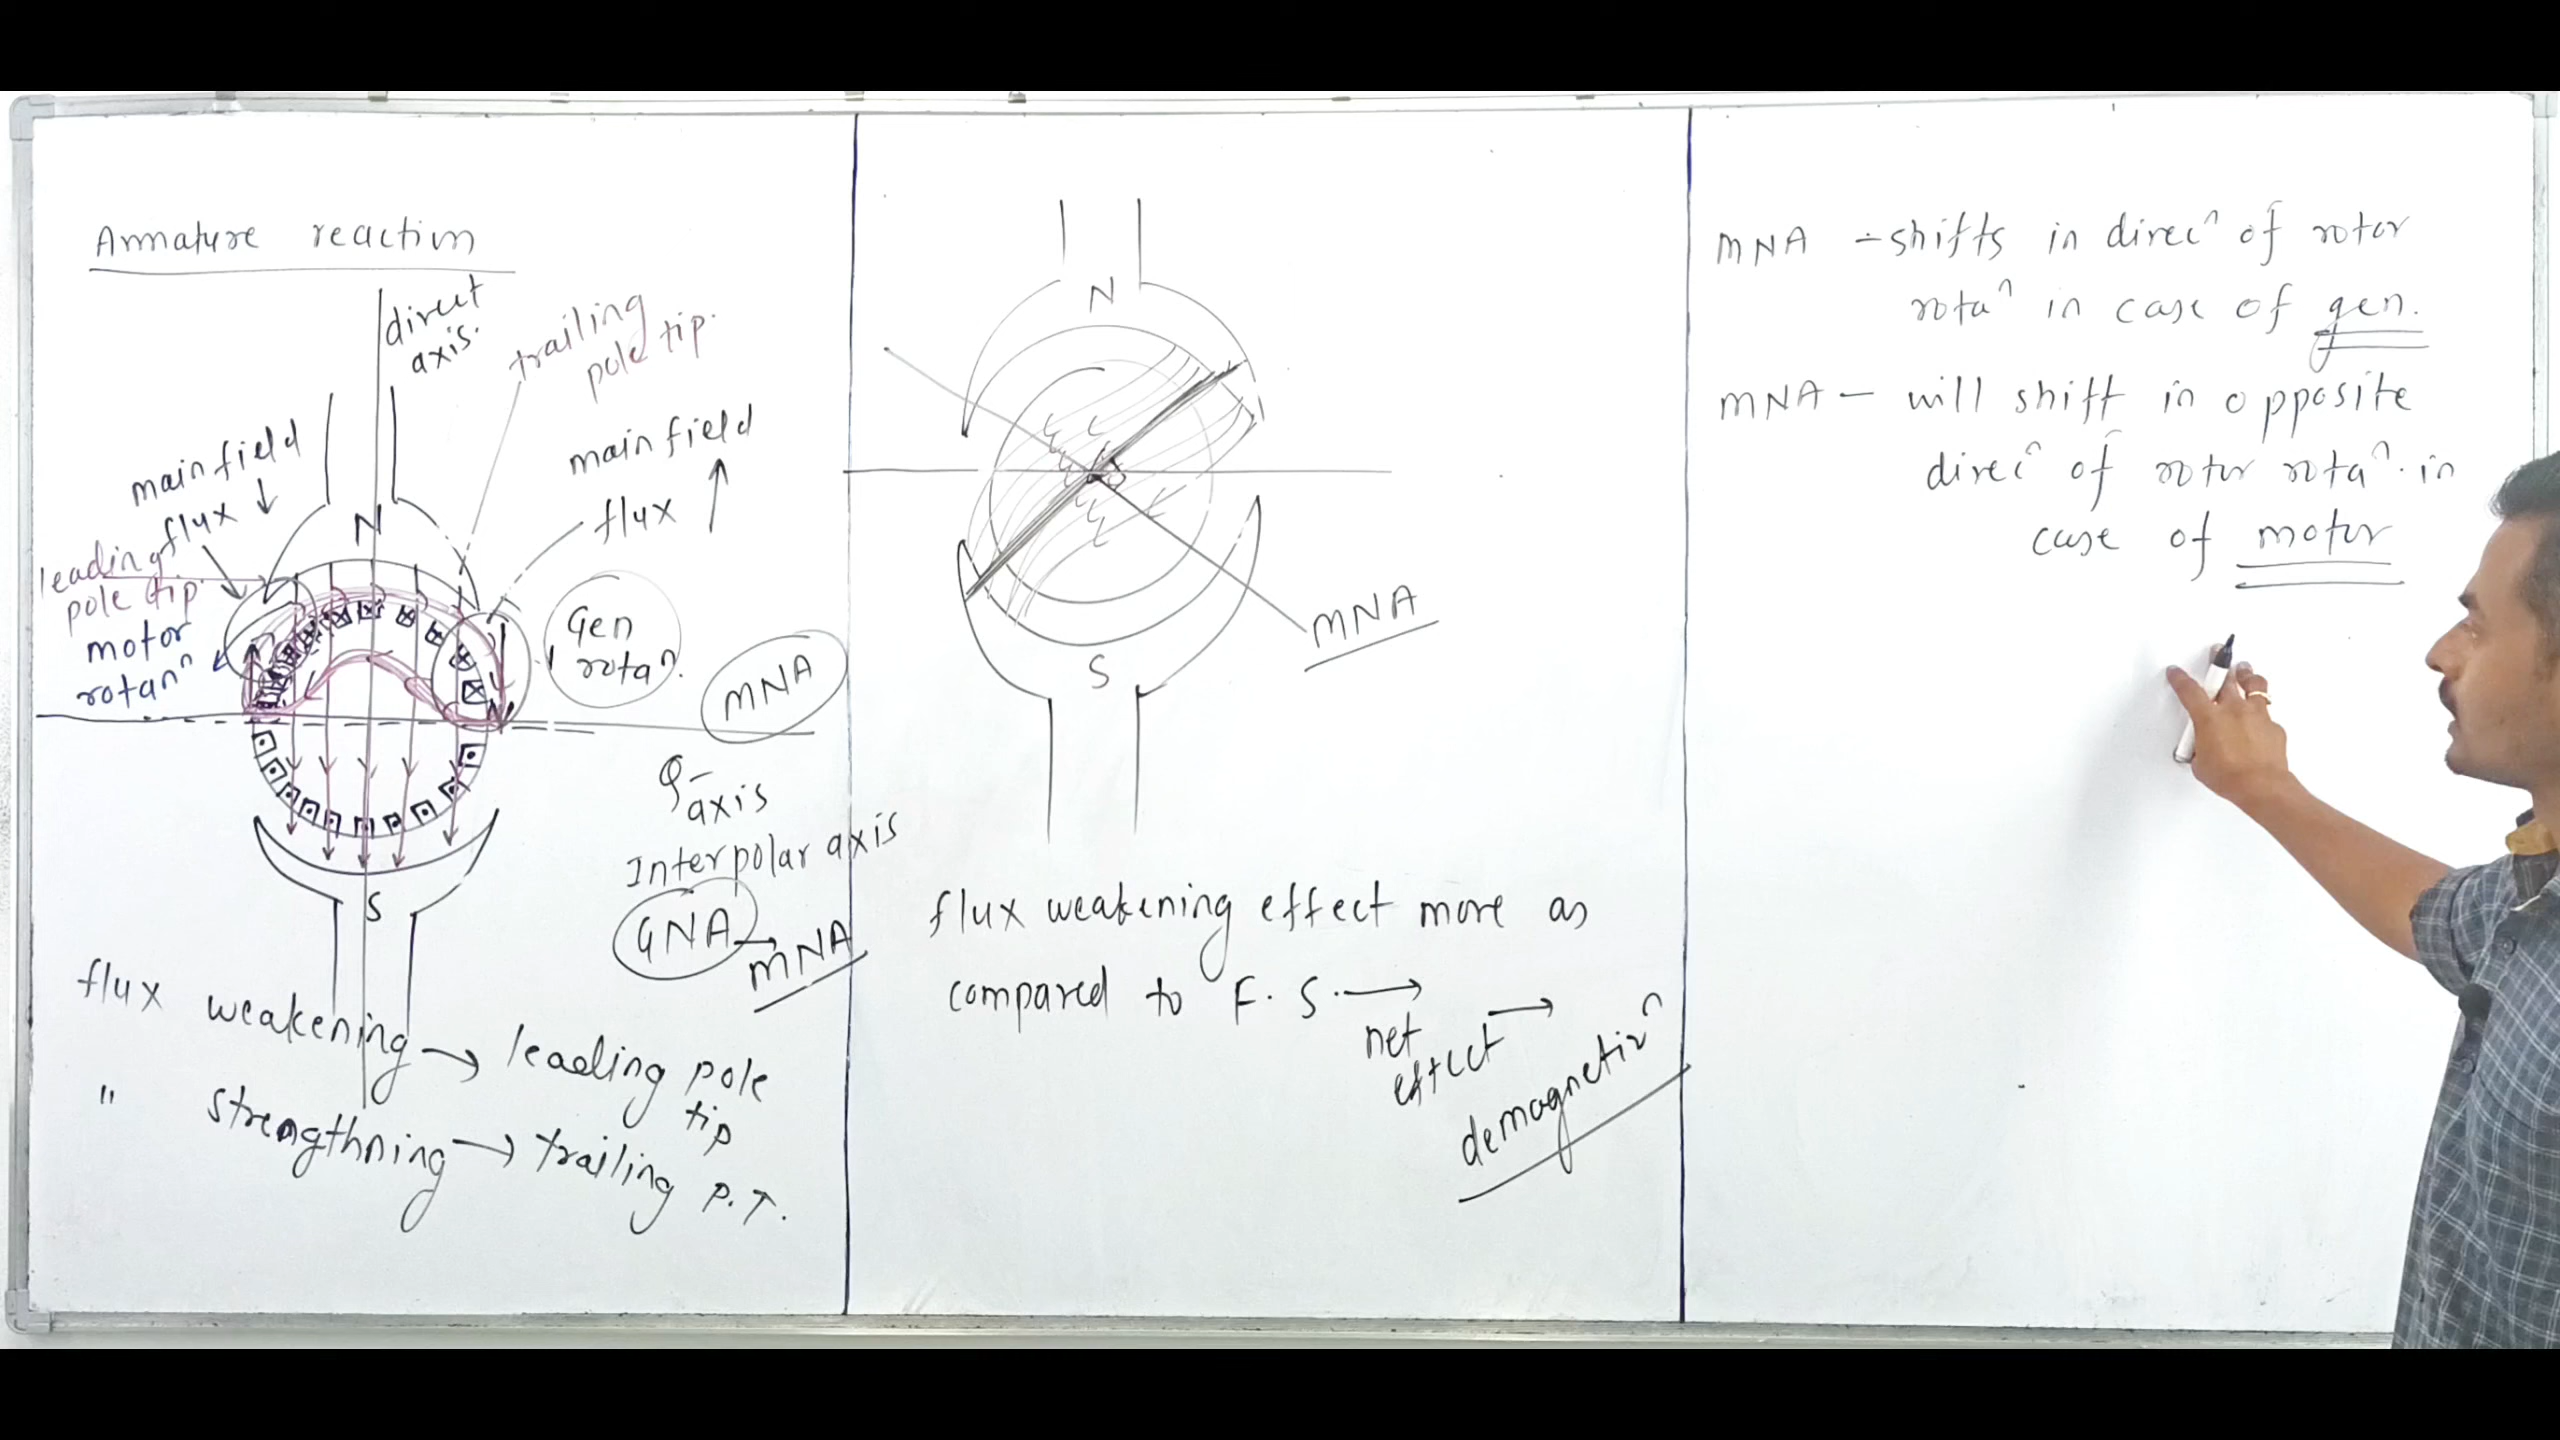 Armature reaction
direct
axis.
trailing
pole tip.
main field
flux ↓
main field
flux ↑
N
leading
pole tip.
motor
rotanⁿ
Gen
rotaⁿ.
MNA
Q-
axis
Interpolar axis
GNA → MNA
S
flux weakening → leading pole
tip
" strengthning → trailing P.T.
N
MNA
S
flux weakening effect more as
compared to F.S. → net
effect → demagnetizⁿ
MNA - shifts in direcⁿ of rotor
rotaⁿ in case of gen.
MNA - will shift in opposite
direcⁿ of rotor rotaⁿ. in
case of motor